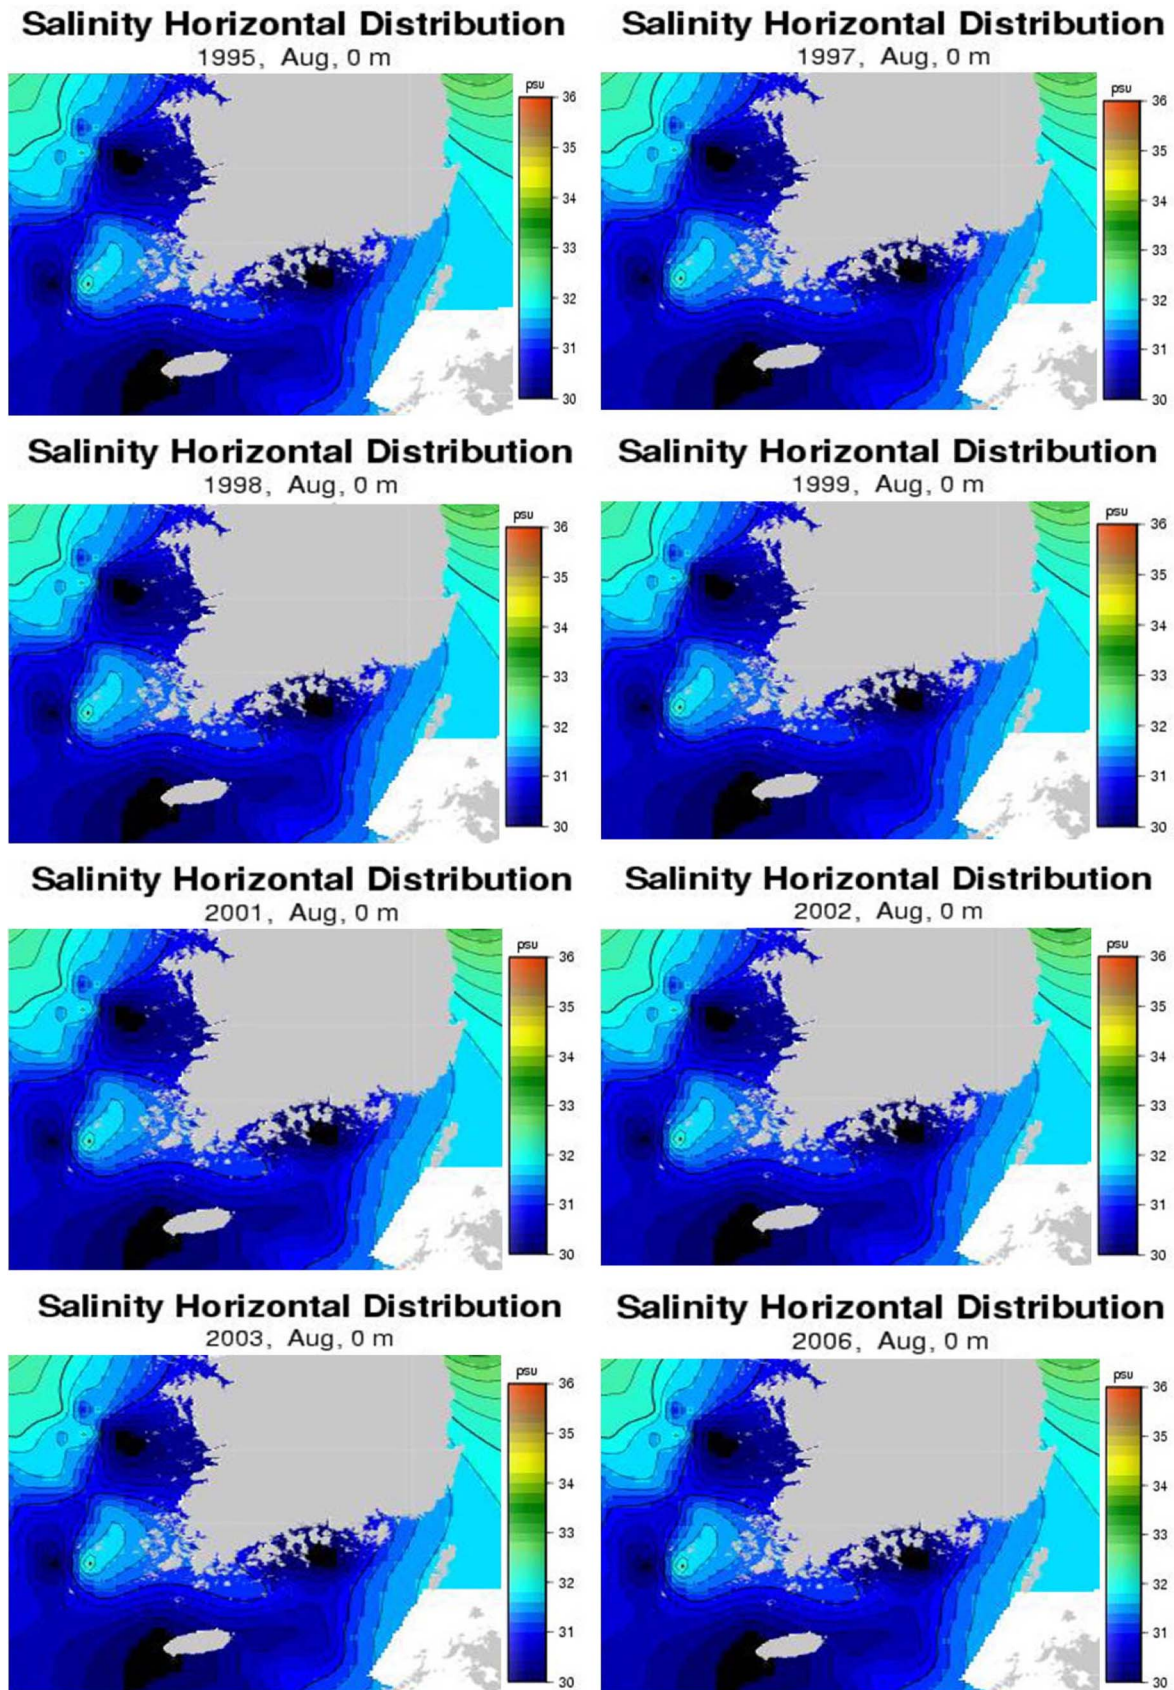 Salinity Horizontal Distribution
1995, Aug, 0 m
psu
36
35
34
33
32
31
30
Salinity Horizontal Distribution
1997, Aug, 0 m
psu
36
35
34
33
32
31
30
Salinity Horizontal Distribution
1998, Aug, 0 m
psu
36
35
34
33
32
31
30
Salinity Horizontal Distribution
1999, Aug, 0 m
psu
36
35
34
33
32
31
30
Salinity Horizontal Distribution
2001, Aug, 0 m
psu
36
35
34
33
32
31
30
Salinity Horizontal Distribution
2002, Aug, 0 m
psu
36
35
34
33
32
31
30
Salinity Horizontal Distribution
2003, Aug, 0 m
psu
36
35
34
33
32
31
30
Salinity Horizontal Distribution
2006, Aug, 0 m
psu
36
35
34
33
32
31
30